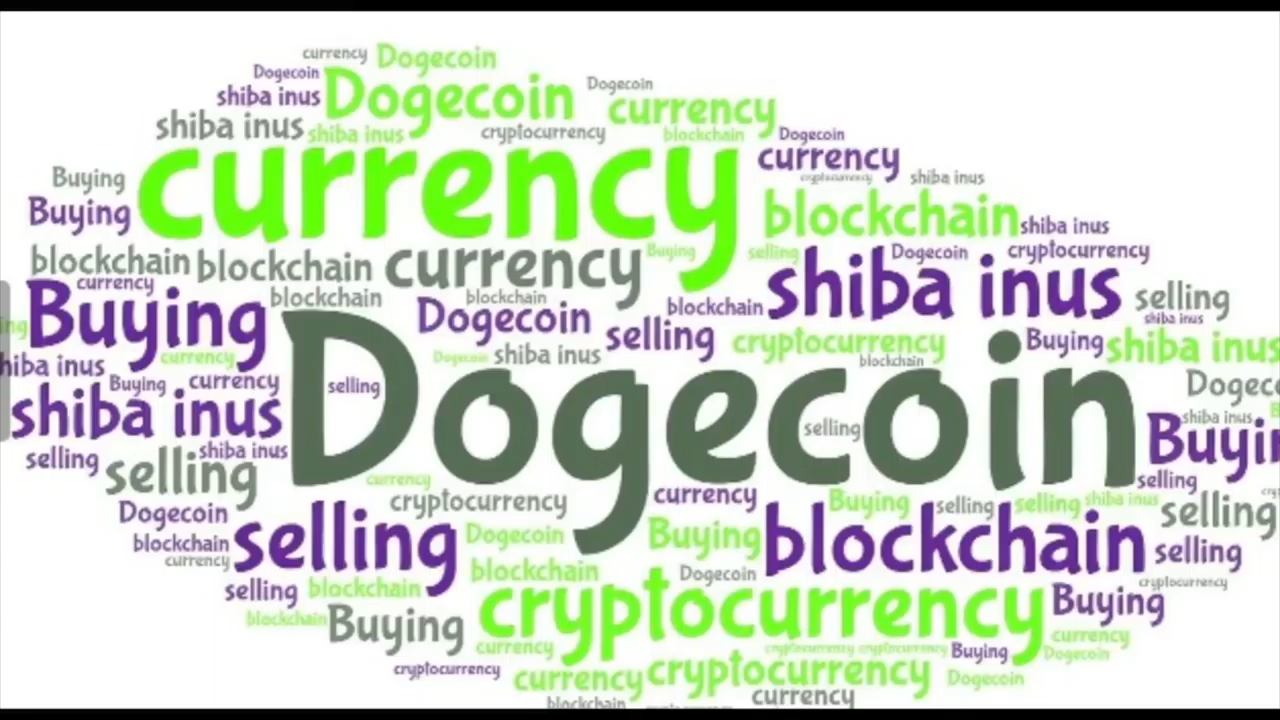 currency Dogecoin
Dogecoin Dogecoin Dogecoin
shiba inus currency
shiba inus shiba inus cryptocurrency blockchain Dogecoin
currency currency
cryptocurrency shiba inus
Buying
Buying blockchain shiba inus
blockchain blockchain currency Buying selling Dogecoin cryptocurrency
currency shiba inus
Buying blockchain blockchain blockchain selling
Dogecoin selling shiba inus
cryptocurrency Buying shiba inus
currency Dogecoin shiba inus blockchain
Buying currency selling Dogecoin
shiba inus selling shiba inus
selling shiba inus
selling currency selling
cryptocurrency currency Buying selling selling shiba inus selling
Dogecoin Dogecoin Buying blockchain
blockchain selling selling
currency blockchain Dogecoin cryptocurrency
selling blockchain cryptocurrency Buying
blockchain Buying currency
currency cryptocurrency cryptocurrency Buying Dogecoin
cryptocurrency currency cryptocurrency Dogecoin
blockchain currency